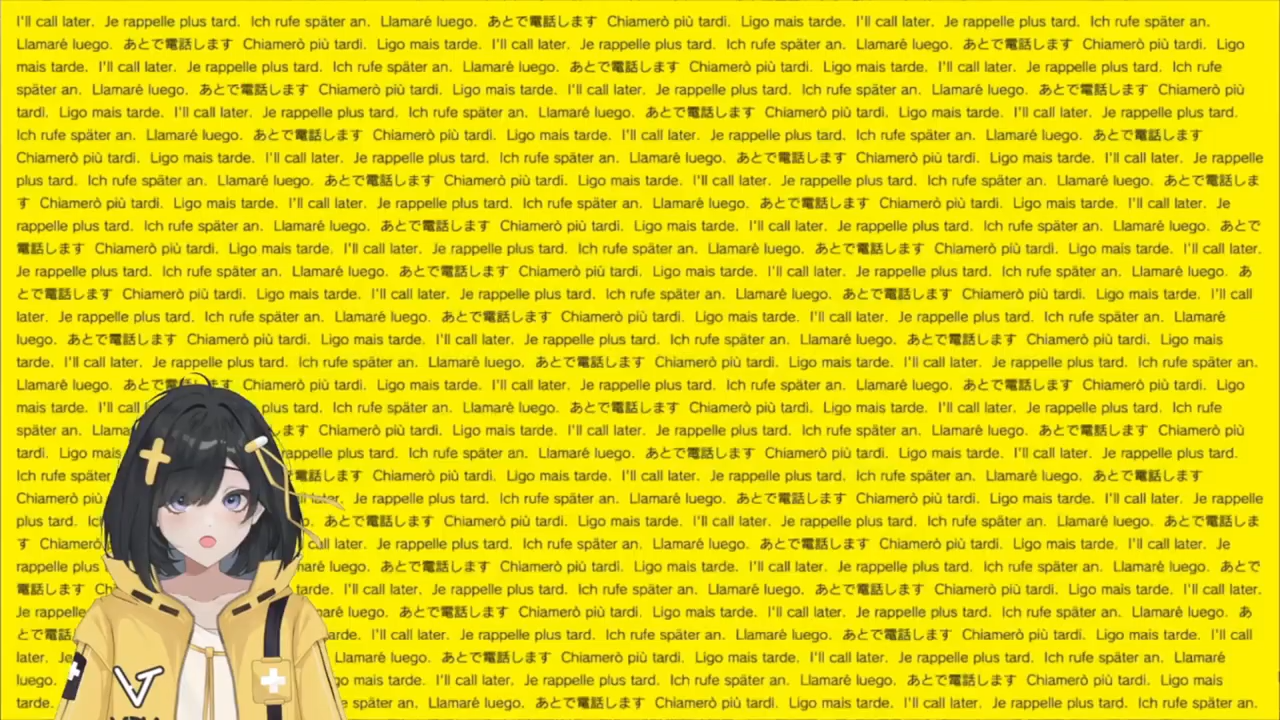 I'll call later. Je rappelle plus tard. Ich rufe später an. Llamaré luego. あとで電話します Chiamerò più tardi. Ligo mais tarde. I'll call later. Je rappelle plus tard. Ich rufe später an.
Llamaré luego. あとで電話します Chiamerò più tardi. Ligo mais tarde. I'll call later. Je rappelle plus tard. Ich rufe später an. Llamaré luego. あとで電話します Chiamerò più tardi. Ligo
mais tarde. I'll call later. Je rappelle plus tard. Ich rufe später an. Llamaré luego. あとで電話します Chiamerò più tardi. Ligo mais tarde. I'll call later. Je rappelle plus tard. Ich rufe
später an. Llamaré luego. あとで電話します Chiamerò più tardi. Ligo mais tarde. I'll call later. Je rappelle plus tard. Ich rufe später an. Llamaré luego. あとで電話します Chiamerò più
tardi. Ligo mais tarde. I'll call later. Je rappelle plus tard. Ich rufe später an. Llamaré luego. あとで電話します Chiamerò più tardi. Ligo mais tarde. I'll call later. Je rappelle plus tard.
Ich rufe später an. Llamaré luego. あとで電話します Chiamerò più tardi. Ligo mais tarde. I'll call later. Je rappelle plus tard. Ich rufe später an. Llamaré luego. あとで電話します
Chiamerò più tardi. Ligo mais tarde. I'll call later. Je rappelle plus tard. Ich rufe später an. Llamaré luego. あとで電話します Chiamerò più tardi. Ligo mais tarde. I'll call later. Je rappelle
plus tard. Ich rufe später an. Llamaré luego. あとで電話します Chiamerò più tardi. Ligo mais tarde. I'll call later. Je rappelle plus tard. Ich rufe später an. Llamaré luego. あとで電話しま
す Chiamerò più tardi. Ligo mais tarde. I'll call later. Je rappelle plus tard. Ich rufe später an. Llamaré luego. あとで電話します Chiamerò più tardi. Ligo mais tarde. I'll call later. Je
rappelle plus tard. Ich rufe später an. Llamaré luego. あとで電話します Chiamerò più tardi. Ligo mais tarde. I'll call later. Je rappelle plus tard. Ich rufe später an. Llamaré luego. あとで
電話します Chiamerò più tardi. Ligo mais tarde. I'll call later. Je rappelle plus tard. Ich rufe später an. Llamaré luego. あとで電話します Chiamerò più tardi. Ligo mais tarde. I'll call later.
Je rappelle plus tard. Ich rufe später an. Llamaré luego. あとで電話します Chiamerò più tardi. Ligo mais tarde. I'll call later. Je rappelle plus tard. Ich rufe später an. Llamaré luego. あ
とで電話します Chiamerò più tardi. Ligo mais tarde. I'll call later. Je rappelle plus tard. Ich rufe später an. Llamaré luego. あとで電話します Chiamerò più tardi. Ligo mais tarde. I'll call
later. Je rappelle plus tard. Ich rufe später an. Llamaré luego. あとで電話します Chiamerò più tardi. Ligo mais tarde. I'll call later. Je rappelle plus tard. Ich rufe später an. Llamaré
luego. あとで電話します Chiamerò più tardi. Ligo mais tarde. I'll call later. Je rappelle plus tard. Ich rufe später an. Llamaré luego. あとで電話します Chiamerò più tardi. Ligo mais
tarde. I'll call later. Je rappelle plus tard. Ich rufe später an. Llamaré luego. あとで電話します Chiamerò più tardi. Ligo mais tarde. I'll call later. Je rappelle plus tard. Ich rufe später an.
Llamaré luego. あとで電話します Chiamerò più tardi. Ligo mais tarde. I'll call later. Je rappelle plus tard. Ich rufe später an. Llamaré luego. あとで電話します Chiamerò più tardi. Ligo
mais tarde. I'll call plus tard. Ich rufe später an. Llamaré luego. あとで電話します Chiamerò più tardi. Ligo mais tarde. I'll call later. Je rappelle plus tard. Ich rufe
später an. ます Chiamerò più tardi. Ligo mais tarde. I'll call later. Je rappelle plus tard. Ich rufe später an. Llamaré luego. あとで電話します Chiamerò più
tardi. Ligo mais rappelle plus tard. Ich rufe später an. Llamaré luego. あとで電話します Chiamerò più tardi. Ligo mais tarde. I'll call later. Je rappelle plus tard.
Ich rufe später 電話します Chiamerò più tardi. Ligo mais tarde. I'll call later. Je rappelle plus tard. Ich rufe später an. Llamaré luego. あとで電話します
Chiamerò più later. Je rappelle plus tard. Ich rufe später an. Llamaré luego. あとで電話します Chiamerò più tardi. Ligo mais tarde. I'll call later. Je rappelle
plus tard. あとで電話します Chiamerò più tardi. Ligo mais tarde. I'll call later. Je rappelle plus tard. Ich rufe später an. Llamaré luego. あとで電話しま
す Chiamerò call later. Je rappelle plus tard. Ich rufe später an. Llamaré luego. あとで電話します Chiamerò più tardi. Ligo mais tarde. I'll call later. Je
rappelle plus luego. あとで電話します Chiamerò più tardi. Ligo mais tarde. I'll call later. Je rappelle plus tard. Ich rufe später an. Llamaré luego. あとで
電話します tarde. I'll call later. Je rappelle plus tard. Ich rufe später an. Llamaré luego. あとで電話します Chiamerò più tardi. Ligo mais tarde. I'll call later.
Je rappelle luego. あとで電話します Chiamerò più tardi. Ligo mais tarde. I'll call later. Je rappelle plus tard. Ich rufe später an. Llamaré luego. あ
とで電話 I'll call later. Je rappelle plus tard. Ich rufe später an. Llamaré luego. あとで電話します Chiamerò più tardi. Ligo mais tarde. I'll call
later. Llamaré luego. あとで電話します Chiamerò più tardi. Ligo mais tarde. I'll call later. Je rappelle plus tard. Ich rufe später an. Llamaré
luego. mais tarde. I'll call later. Je rappelle plus tard. Ich rufe später an. Llamaré luego. あとで電話します Chiamerò più tardi. Ligo mais
tarde. später an. Llamaré luego. あとで電話します Chiamerò più tardi. Ligo mais tarde. I'll call later. Je rappelle plus tard. Ich rufe später an.